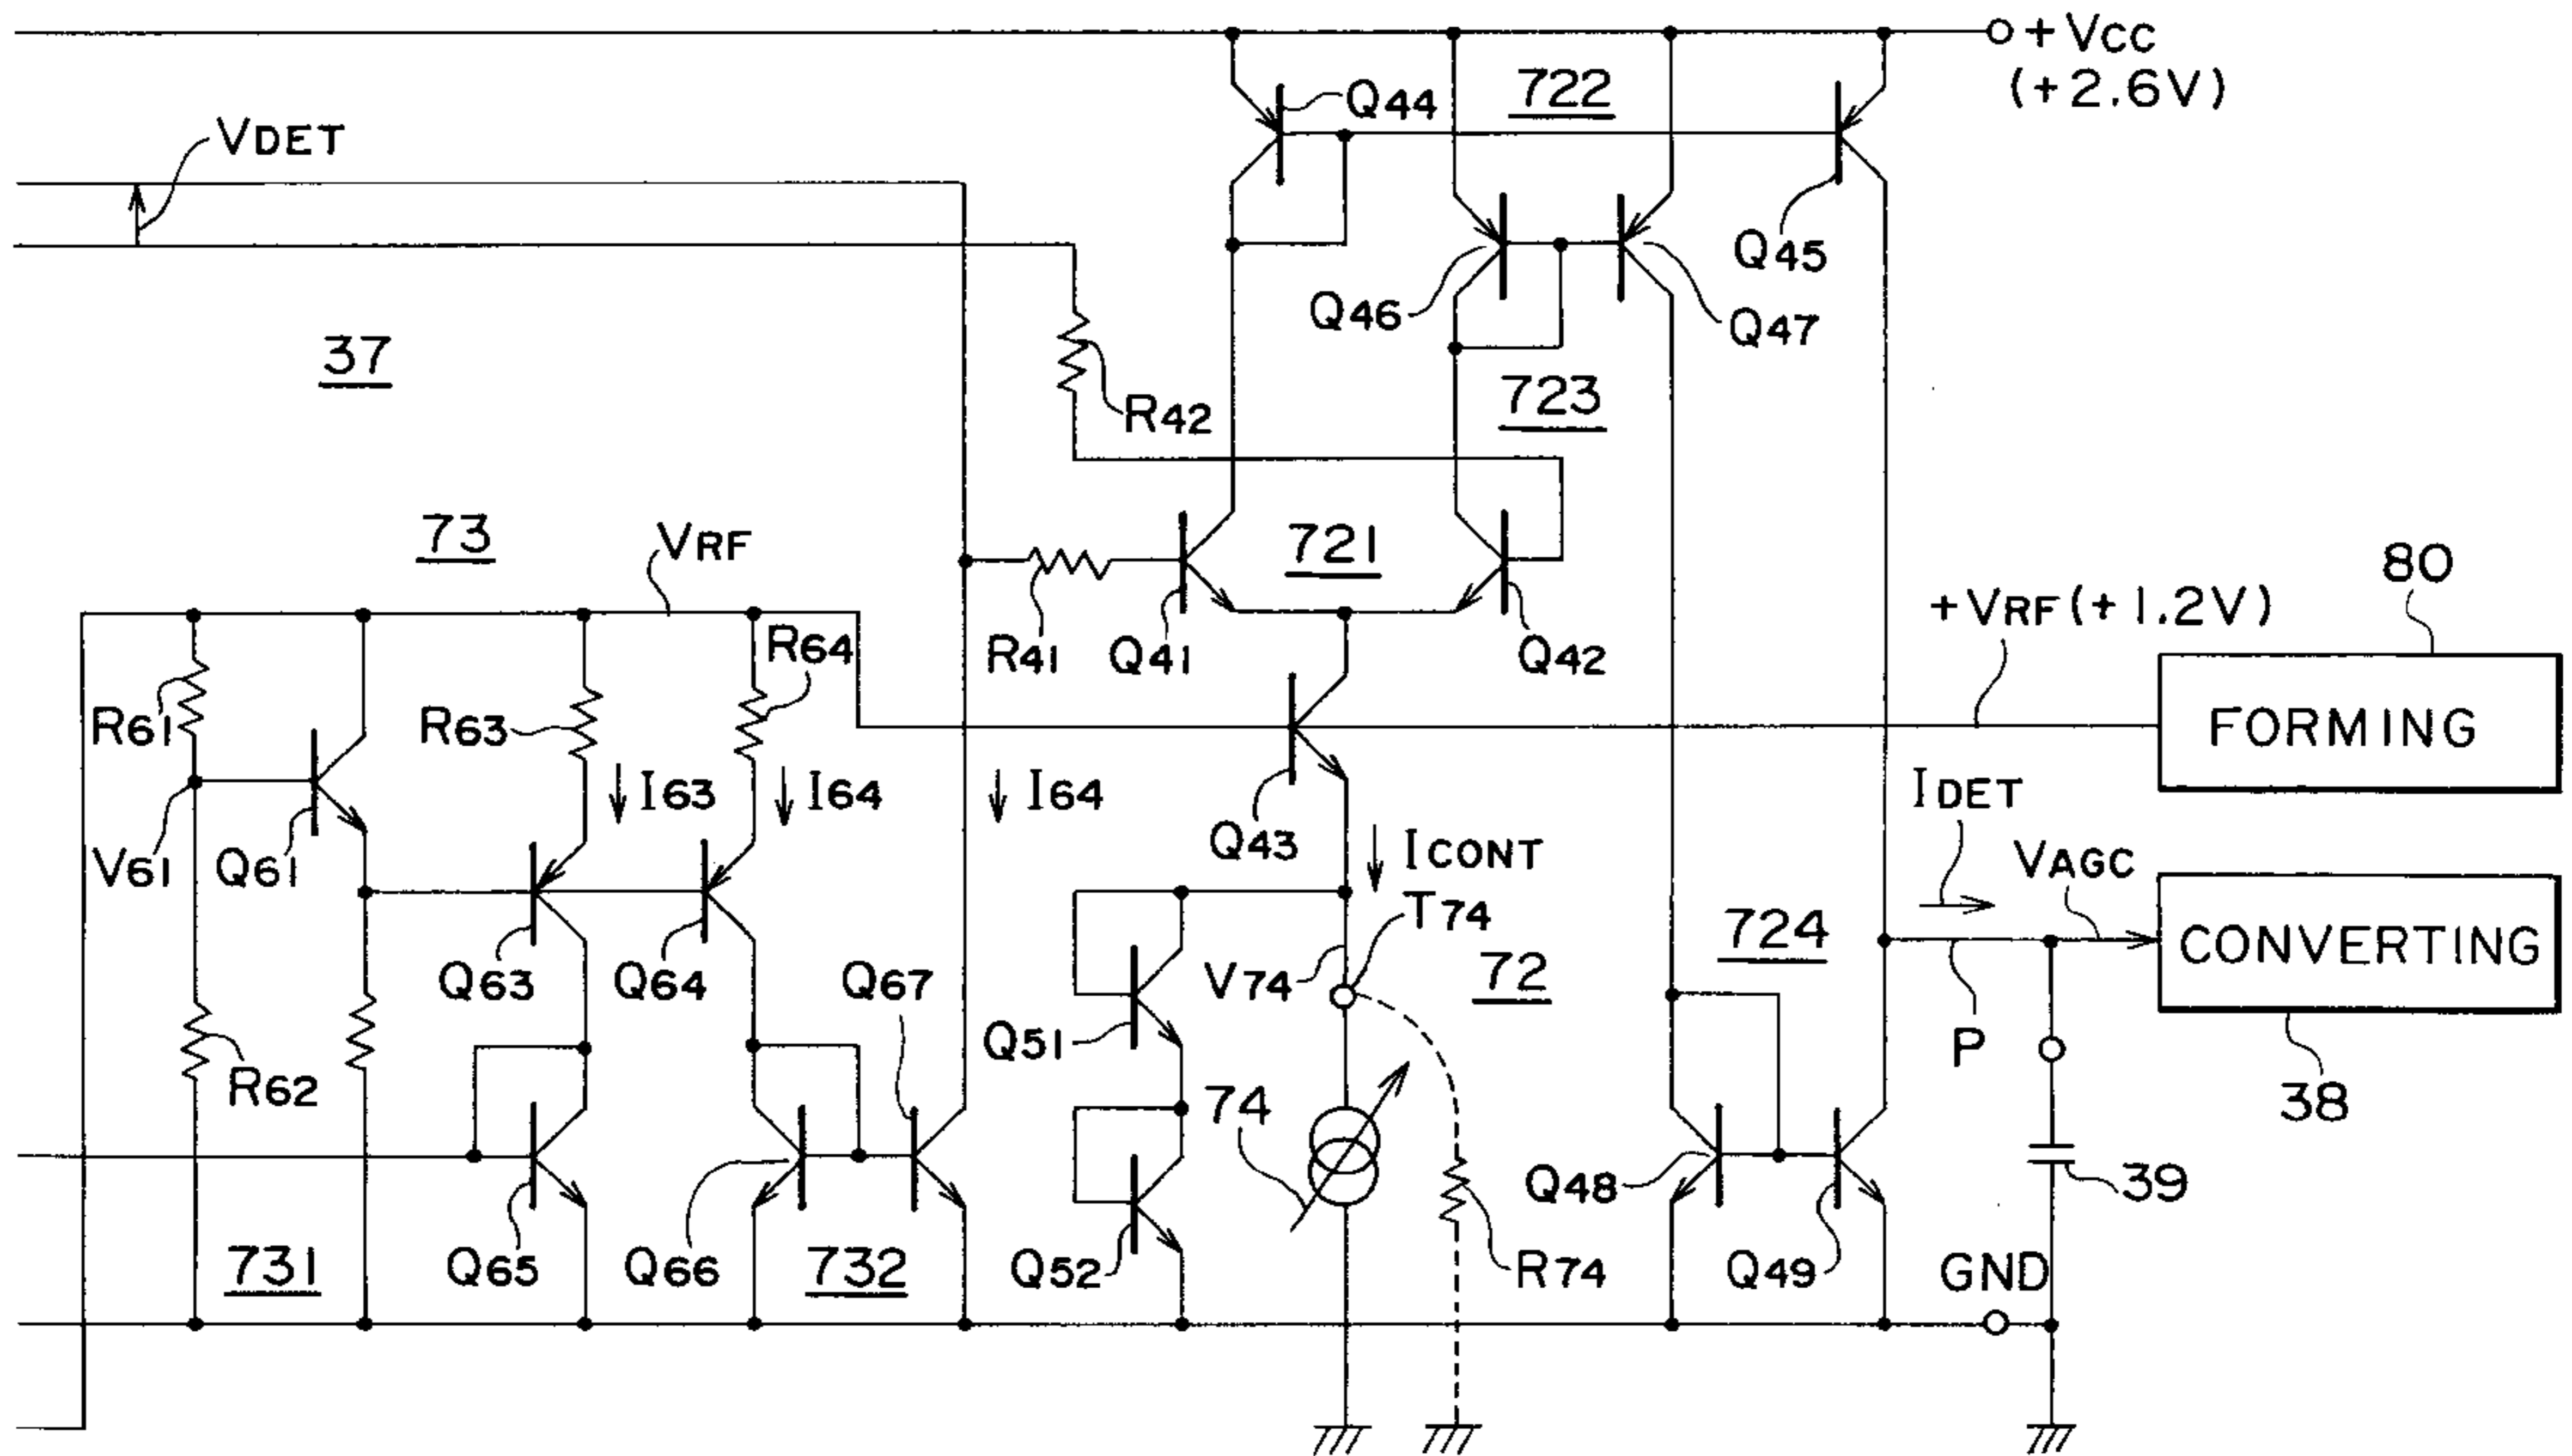 +VCC
(+2.6V)
Q44
722
VDET
Q45
Q46
Q47
37
R42
723
73
VRF
721
80
+VRF(+1.2V)
R41
Q41
Q42
R64
R61
R63
FORMING
I63
I64
I64
IDET
Q43
V61
Q61
ICONT
VAGC
T74
724
CONVERTING
Q63
Q64
Q67
V74
72
Q51
P
R62
74
38
Q48
39
Q65
Q66
732
731
Q52
R74
Q49
GND